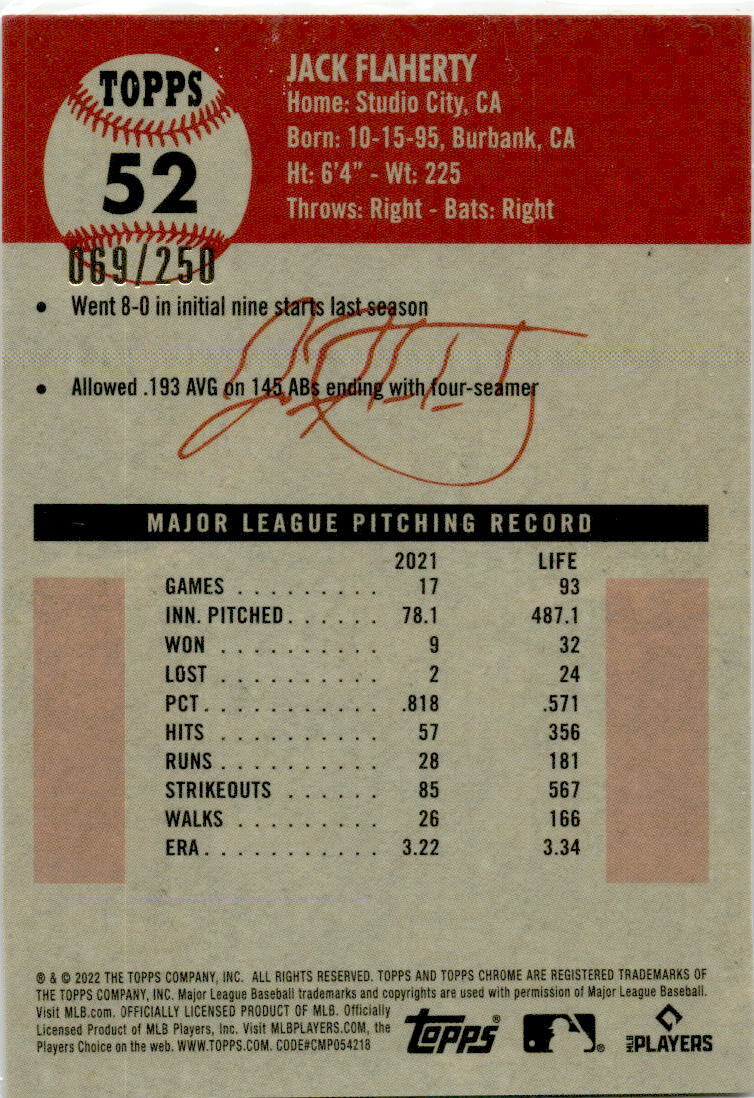 TOPPS
52
069/250
JACK FLAHERTY
Home: Studio City, CA
Born: 10-15-95, Burbank, CA
Ht: 6'4" - Wt: 225
Throws: Right - Bats: Right
• Went 8-0 in initial nine starts last season
• Allowed .193 AVG on 145 ABs ending with four-seamer
MAJOR LEAGUE PITCHING RECORD
2021 LIFE
GAMES . . . . . . . . . 17 93
INN. PITCHED. . . . . . 78.1 487.1
WON . . . . . . . . . . 9 32
LOST . . . . . . . . . . 2 24
PCT. . . . . . . . . . . .818 .571
HITS . . . . . . . . . . 57 356
RUNS . . . . . . . . . . 28 181
STRIKEOUTS . . . . . . 85 567
WALKS . . . . . . . . . 26 166
ERA. . . . . . . . . . . 3.22 3.34
® & © 2022 THE TOPPS COMPANY, INC. ALL RIGHTS RESERVED. TOPPS AND TOPPS CHROME ARE REGISTERED TRADEMARKS OF
THE TOPPS COMPANY, INC. Major League Baseball trademarks and copyrights are used with permission of Major League Baseball.
Visit MLB.com. OFFICIALLY LICENSED PRODUCT OF MLB. Officially
Licensed Product of MLB Players, Inc. Visit MLBPLAYERS.COM, the
Players Choice on the web. WWW.TOPPS.COM. CODE#CMP054218
TOPPS®
MLB PLAYERS